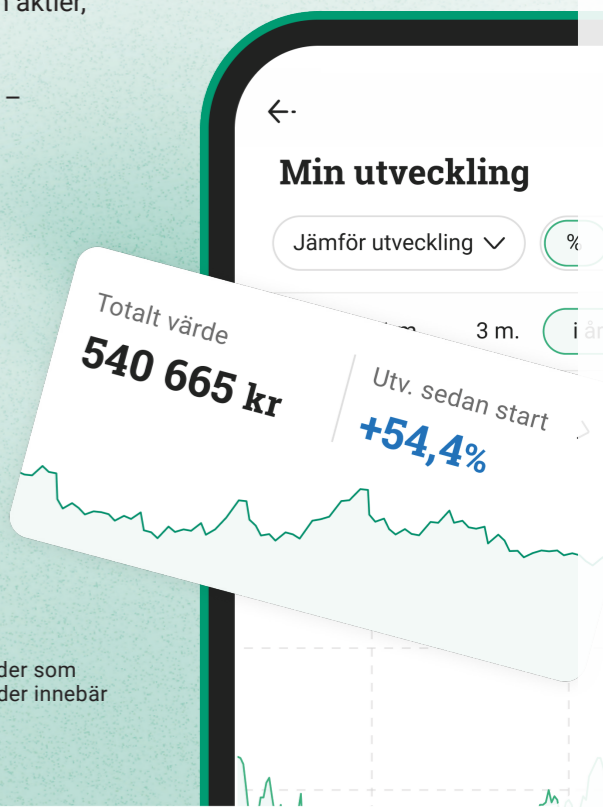 aktier,
–
Min utveckling
Jämför utveckling
%
m.
3 m.
i år
Totalt värde
540 665 kr
Utv. sedan start
+54,4%
der som
der innebär